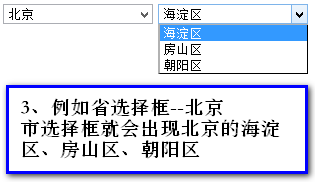 北京
海淀区
海淀区
房山区
朝阳区
3、例如省选择框--北京
市选择框就会出现北京的海淀
区、房山区、朝阳区